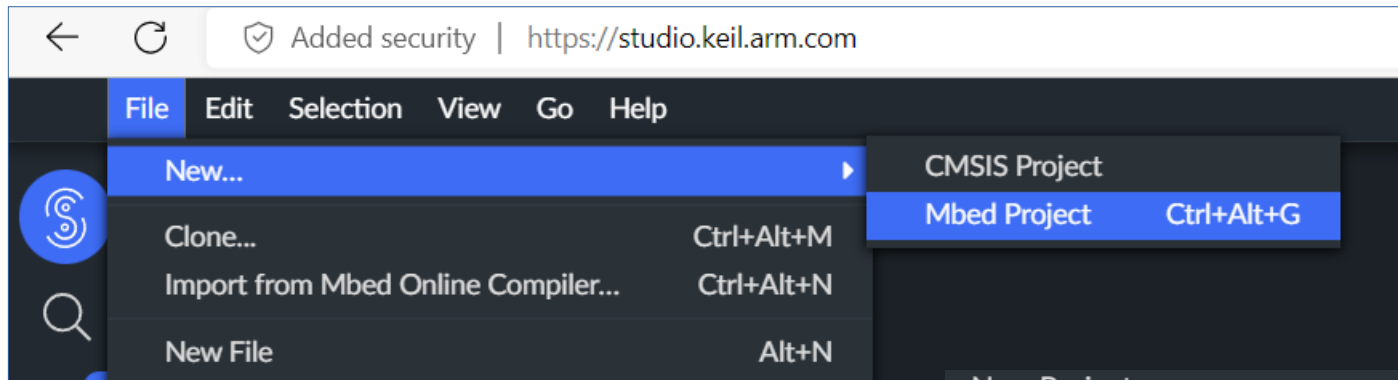 Added security | https://studio.keil.arm.com
File Edit Selection View Go Help
New...
CMSIS Project
Mbed Project Ctrl+Alt+G
Clone... Ctrl+Alt+M
Import from Mbed Online Compiler... Ctrl+Alt+N
New File Alt+N